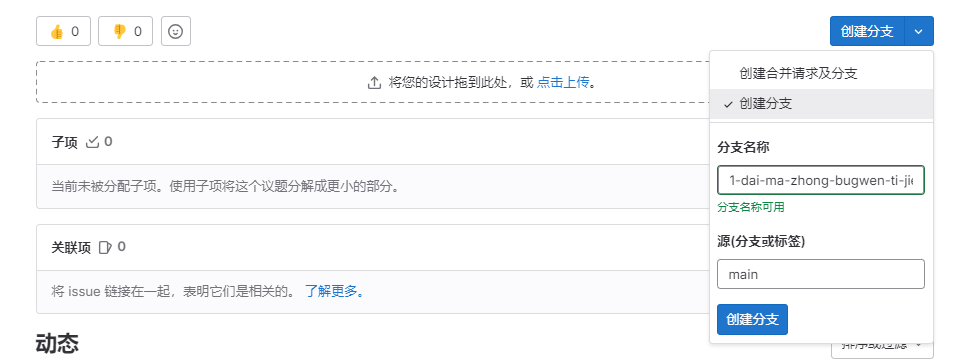 0 0 创建分支
创建合并请求及分支
将您的设计拖到此处，或 点击上传。
创建分支
子项 0
分支名称
当前未被分配子项。使用子项将这个议题分解成更小的部分。
1-dai-ma-zhong-bugwen-ti-jie
分支名称可用
关联项 0
源(分支或标签)
main
将 issue 链接在一起，表明它们是相关的。 了解更多。
创建分支
动态
排序或过滤